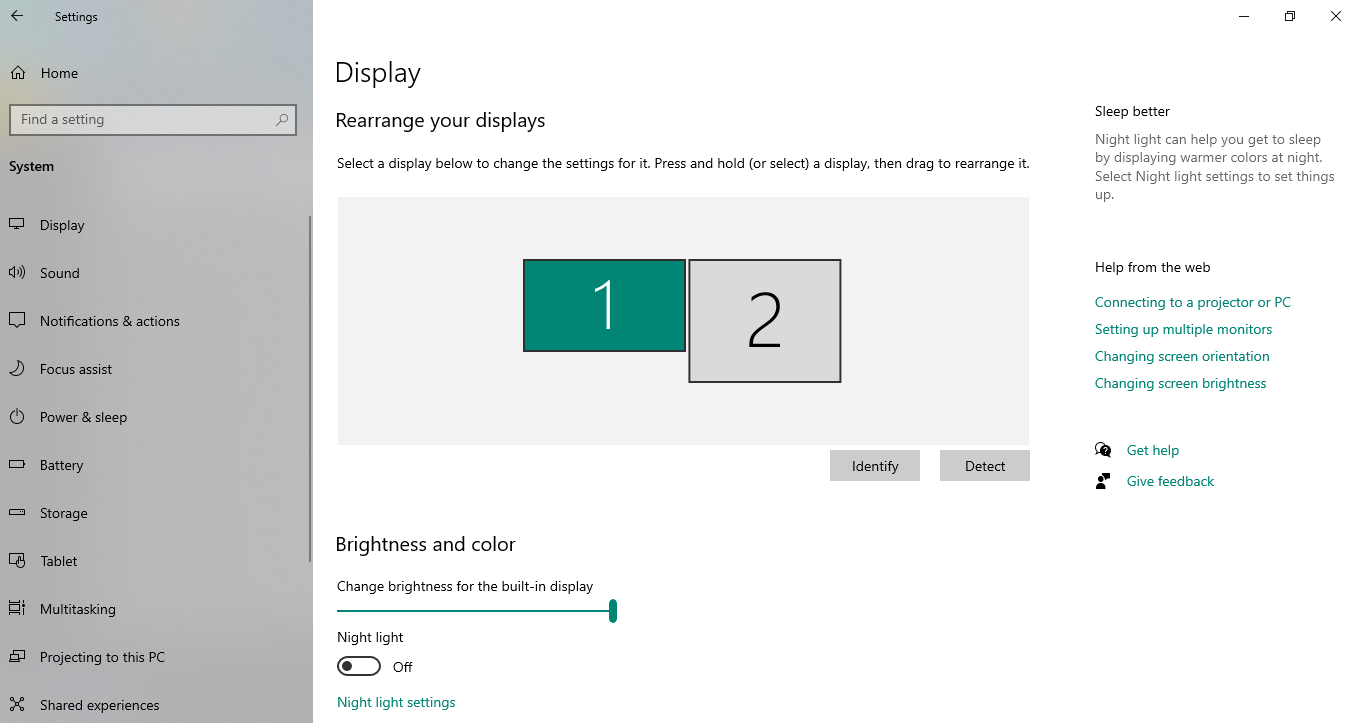 Settings
Home
Find a setting
System
Display
Sound
Notifications & actions
Focus assist
Power & sleep
Battery
Storage
Tablet
Multitasking
Projecting to this PC
Shared experiences
Display
Rearrange your displays
Select a display below to change the settings for it. Press and hold (or select) a display, then drag to rearrange it.
1
2
Identify
Detect
Brightness and color
Change brightness for the built-in display
Night light
Off
Night light settings
Sleep better
Night light can help you get to sleep
by displaying warmer colors at night.
Select Night light settings to set things
up.
Help from the web
Connecting to a projector or PC
Setting up multiple monitors
Changing screen orientation
Changing screen brightness
Get help
Give feedback